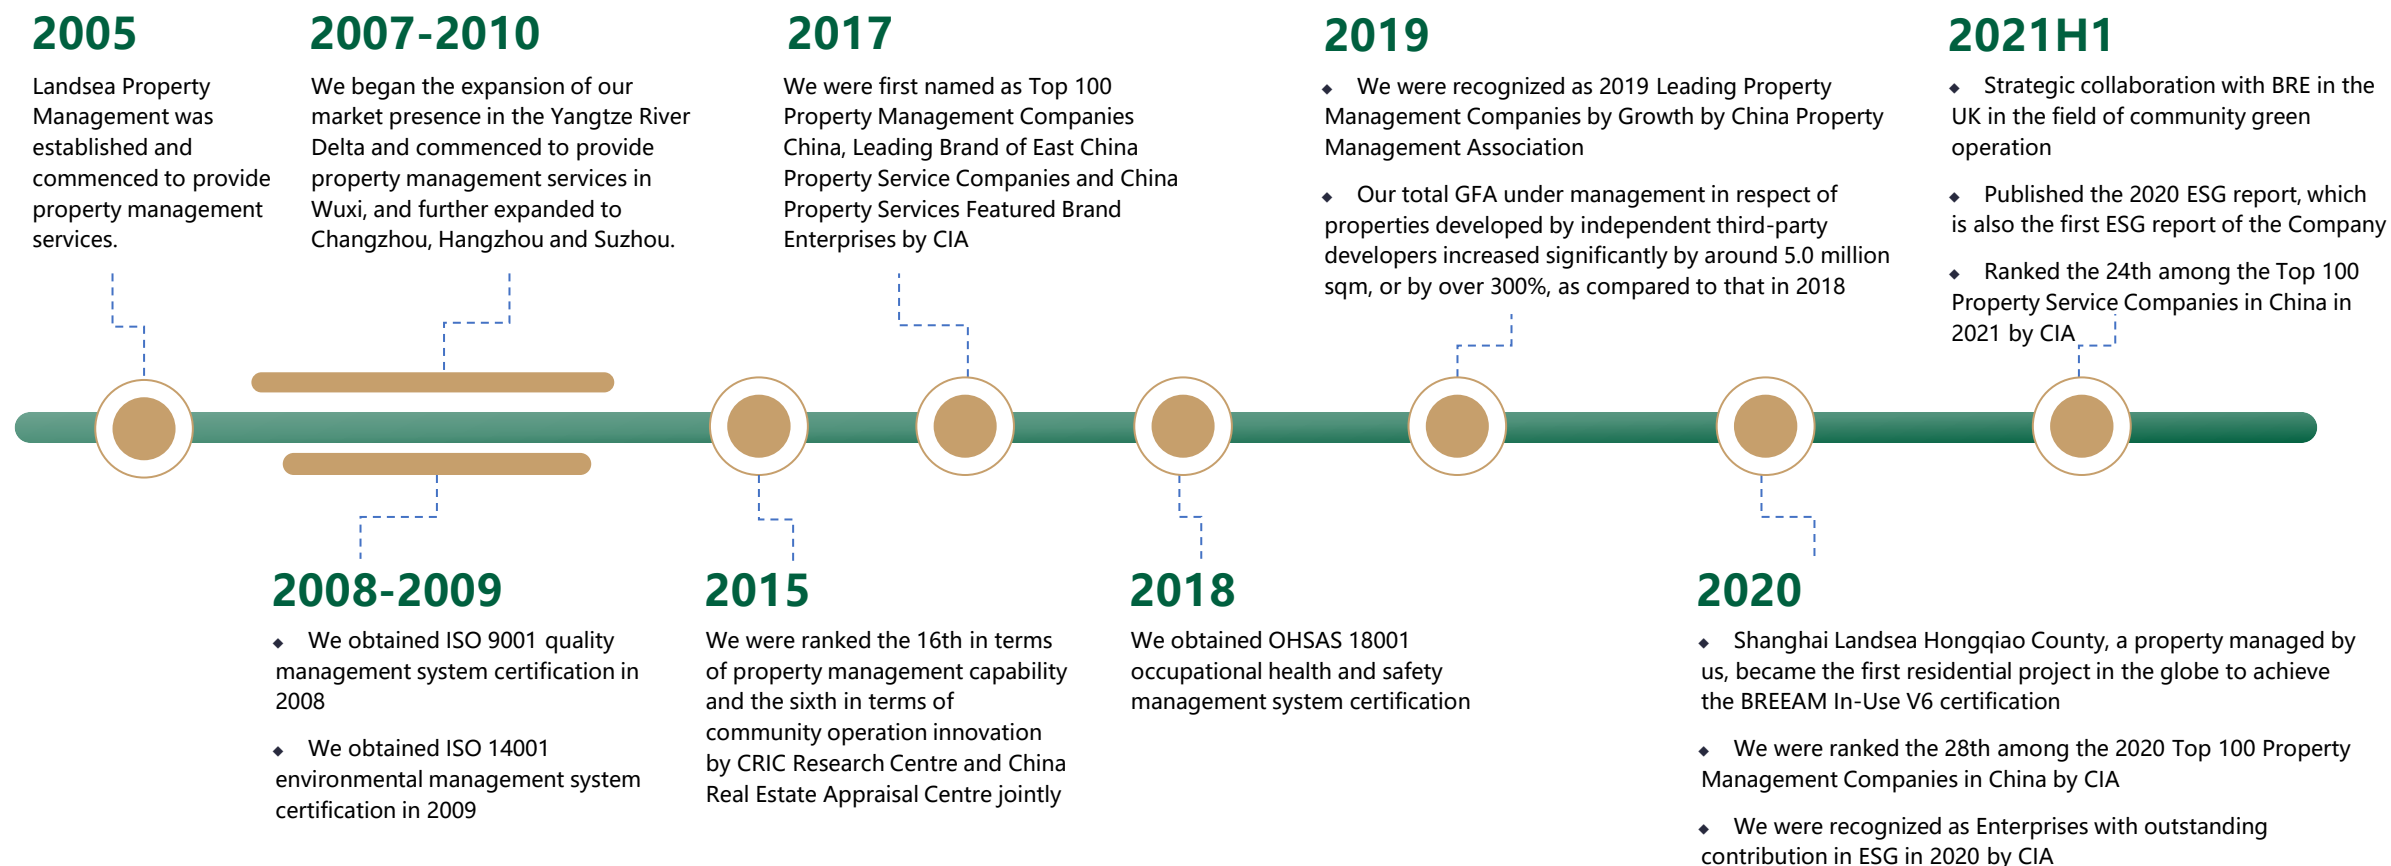 2005
Landsea Property
Management was
established and
commenced to provide
property management
services.
2007-2010
We began the expansion of our
market presence in the Yangtze River
Delta and commenced to provide
property management services in
Wuxi, and further expanded to
Changzhou, Hangzhou and Suzhou.
2017
We were first named as Top 100
Property Management Companies
China, Leading Brand of East China
Property Service Companies and China
Property Services Featured Brand
Enterprises by CIA
2019
◆ We were recognized as 2019 Leading Property
Management Companies by Growth by China Property
Management Association
◆ Our total GFA under management in respect of
properties developed by independent third-party
developers increased significantly by around 5.0 million
sqm, or by over 300%, as compared to that in 2018
2021H1
◆ Strategic collaboration with BRE in the
UK in the field of community green
operation
◆ Published the 2020 ESG report, which
is also the first ESG report of the Company
◆ Ranked the 24th among the Top 100
Property Service Companies in China in
2021 by CIA
2008-2009
◆ We obtained ISO 9001 quality
management system certification in
2008
◆ We obtained ISO 14001
environmental management system
certification in 2009
2015
We were ranked the 16th in terms
of property management capability
and the sixth in terms of
community operation innovation
by CRIC Research Centre and China
Real Estate Appraisal Centre jointly
2018
We obtained OHSAS 18001
occupational health and safety
management system certification
2020
◆ Shanghai Landsea Hongqiao County, a property managed by
us, became the first residential project in the globe to achieve
the BREEAM In-Use V6 certification
◆ We were ranked the 28th among the 2020 Top 100 Property
Management Companies in China by CIA
◆ We were recognized as Enterprises with outstanding
contribution in ESG in 2020 by CIA